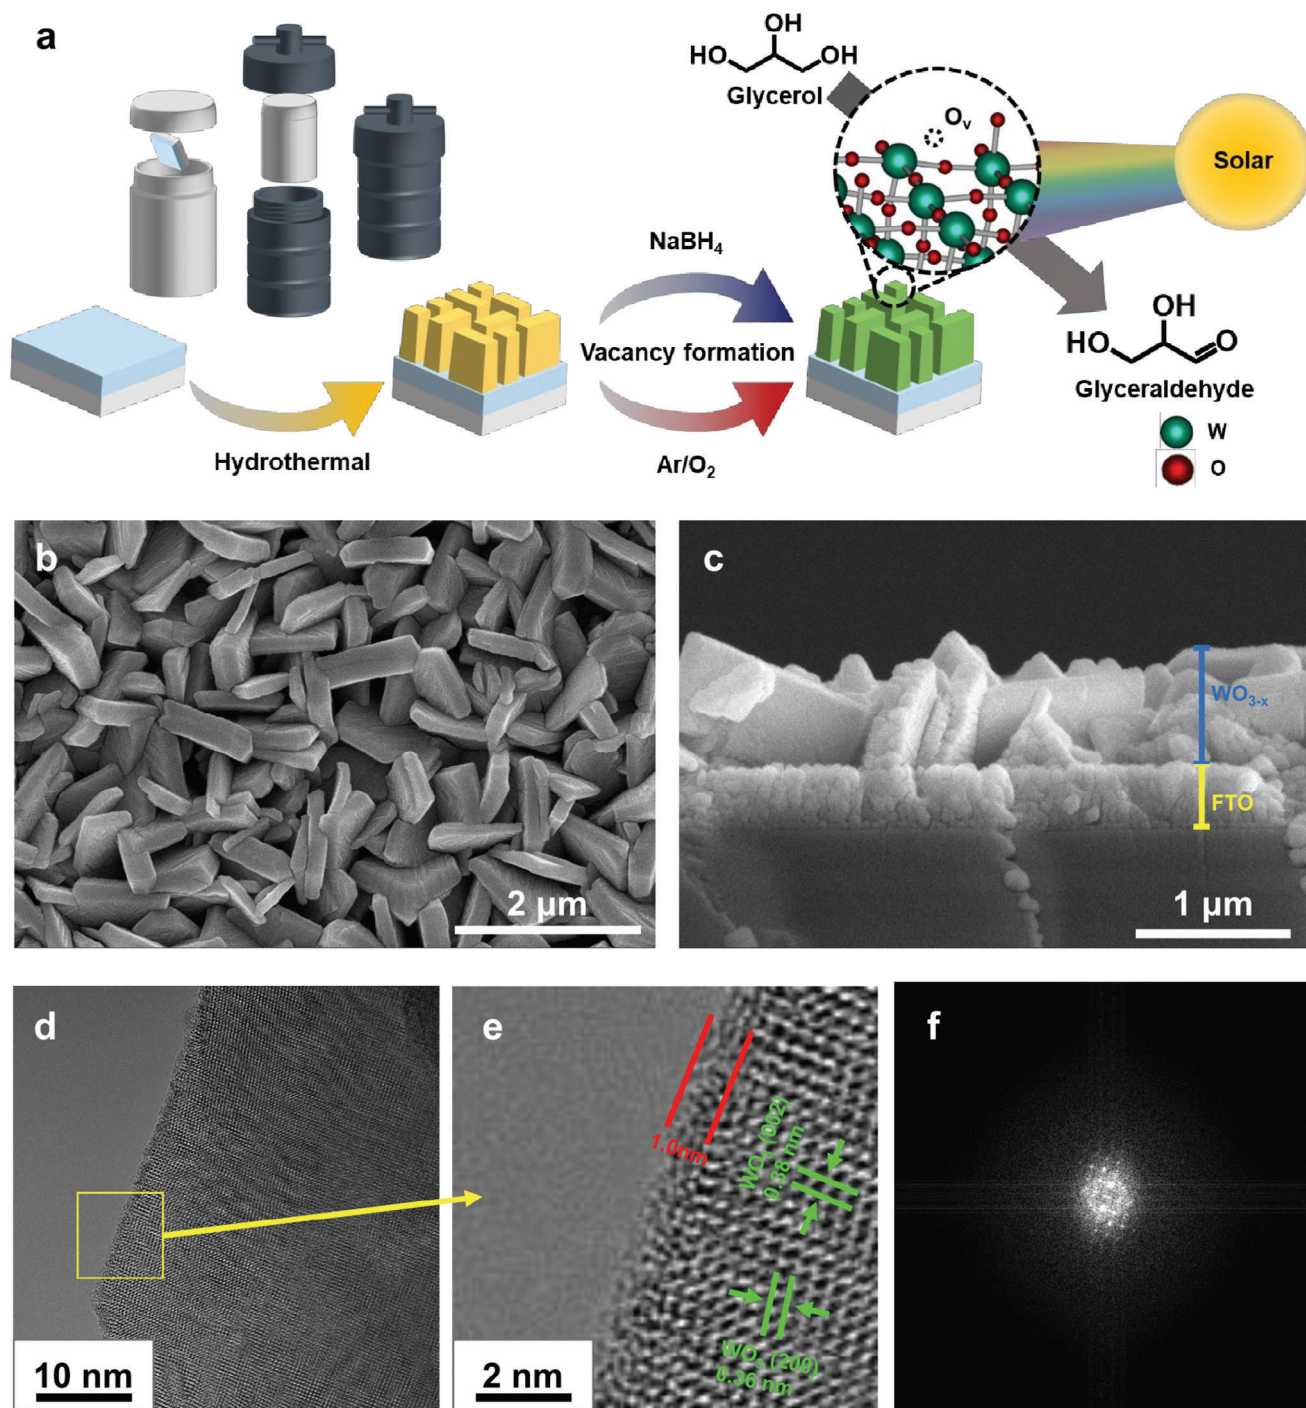 a
OH
HO
OH
Glycerol
Oᵥ
Solar
NaBH₄
Vacancy formation
Ar/O₂
Hydrothermal
OH
HO
O
Glyceraldehyde
W
O
b
2 μm
c
WO₃₋ₓ
FTO
1 μm
d
10 nm
e
1.0nm
WO₃ (002)
0.38 nm
WO₃ (200)
0.36 nm
2 nm
f